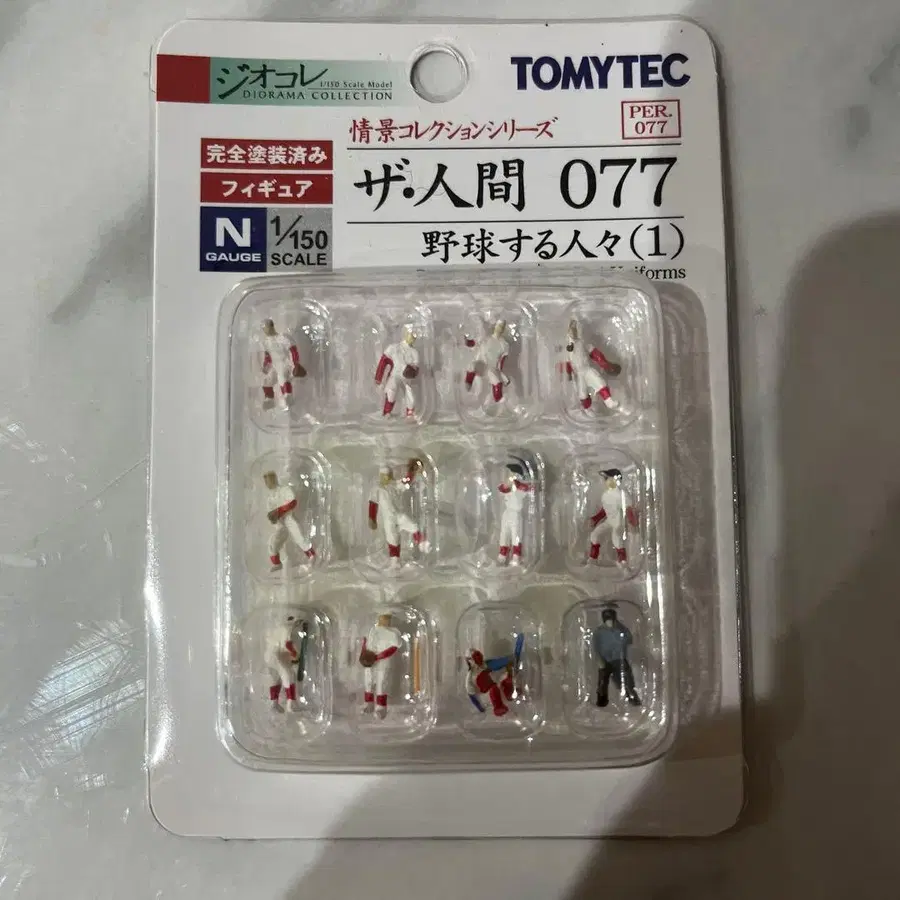 ジオコレ
1/150 Scale Model
DIORAMA COLLECTION
TOMYTEC
情景コレクションシリーズ
PER.
077
完全塗装済み
フィギュア
ザ・人間 077
N
GAUGE
1/150
SCALE
野球する人々(1)
Uniforms